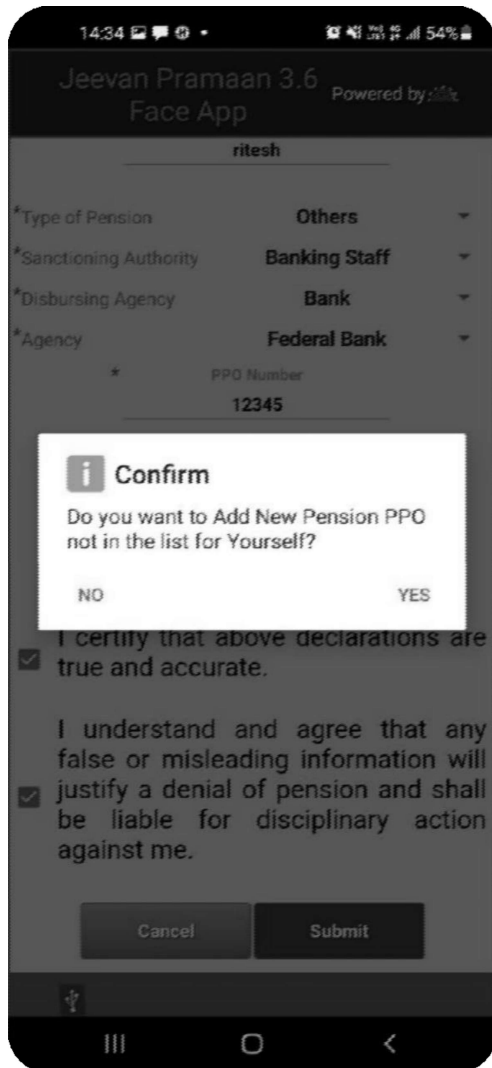 14:34 54%
Jeevan Pramaan 3.6
Face App
Powered by
ritesh
*Type of Pension Others
*Sanctioning Authority Banking Staff
*Disbursing Agency Bank
*Agency Federal Bank
* PPO Number
12345
i Confirm
Do you want to Add New Pension PPO
not in the list for Yourself?
NO YES
I certify that above declarations are
true and accurate.
I understand and agree that any
false or misleading information will
justify a denial of pension and shall
be liable for disciplinary action
against me.
Cancel Submit